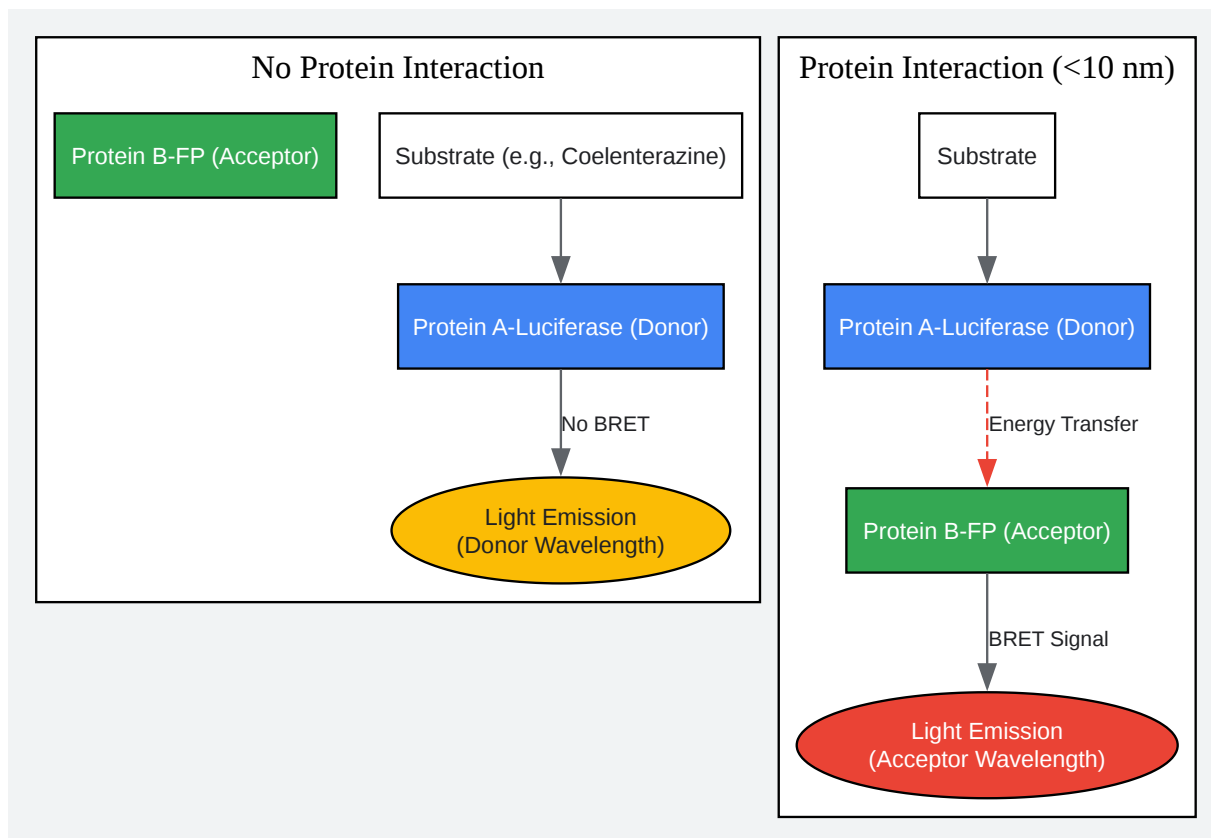 No Protein Interaction
Protein B-FP (Acceptor)
Substrate (e.g., Coelenterazine)
Protein A-Luciferase (Donor)
No BRET
Light Emission
(Donor Wavelength)
Protein Interaction (<10 nm)
Substrate
Protein A-Luciferase (Donor)
Energy Transfer
Protein B-FP (Acceptor)
BRET Signal
Light Emission
(Acceptor Wavelength)